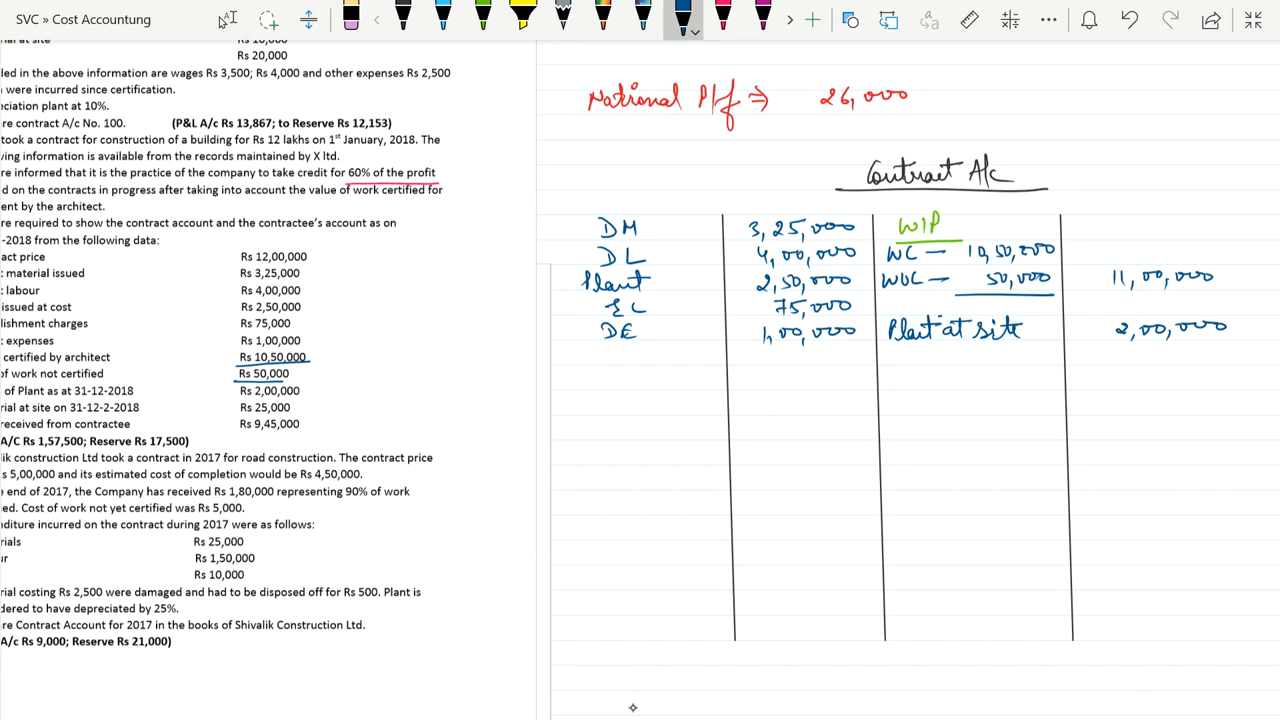 SVC » Cost Accountung
Rs 20,000
led in the above information are wages Rs 3,500; Rs 4,000 and other expenses Rs 2,500
were incurred since certification.
eciation plant at 10%.
re contract A/c No. 100. (P&L A/c Rs 13,867; to Reserve Rs 12,153)
took a contract for construction of a building for Rs 12 lakhs on 1st January, 2018. The
ving information is available from the records maintained by X ltd.
re informed that it is the practice of the company to take credit for 60% of the profit
d on the contracts in progress after taking into account the value of work certified for
ent by the architect.
re required to show the contract account and the contractee's account as on
-2018 from the following data:
act price Rs 12,00,000
: material issued Rs 3,25,000
: labour Rs 4,00,000
issued at cost Rs 2,50,000
lishment charges Rs 75,000
: expenses Rs 1,00,000
certified by architect Rs 10,50,000
of work not certified Rs 50,000
of Plant as at 31-12-2018 Rs 2,00,000
rial at site on 31-12-2-2018 Rs 25,000
received from contractee Rs 9,45,000
A/C Rs 1,57,500; Reserve Rs 17,500)
lik construction Ltd took a contract in 2017 for road construction. The contract price
s 5,00,000 and its estimated cost of completion would be Rs 4,50,000.
e end of 2017, the Company has received Rs 1,80,000 representing 90% of work
ed. Cost of work not yet certified was Rs 5,000.
nditure incurred on the contract during 2017 were as follows:
rials Rs 25,000
ur Rs 1,50,000
Rs 10,000
rial costing Rs 2,500 were damaged and had to be disposed off for Rs 500. Plant is
dered to have depreciated by 25%.
re Contract Account for 2017 in the books of Shivalik Construction Ltd.
A/c Rs 9,000; Reserve Rs 21,000)
National P/f ⇒ 26,000
Contract A/c
DM 3,25,000 WIP
DL 4,00,000 WC — 10,50,000
Plant 2,50,000 WUC — 50,000 11,00,000
EC 75,000
DE 1,00,000 Plant at site 2,00,000